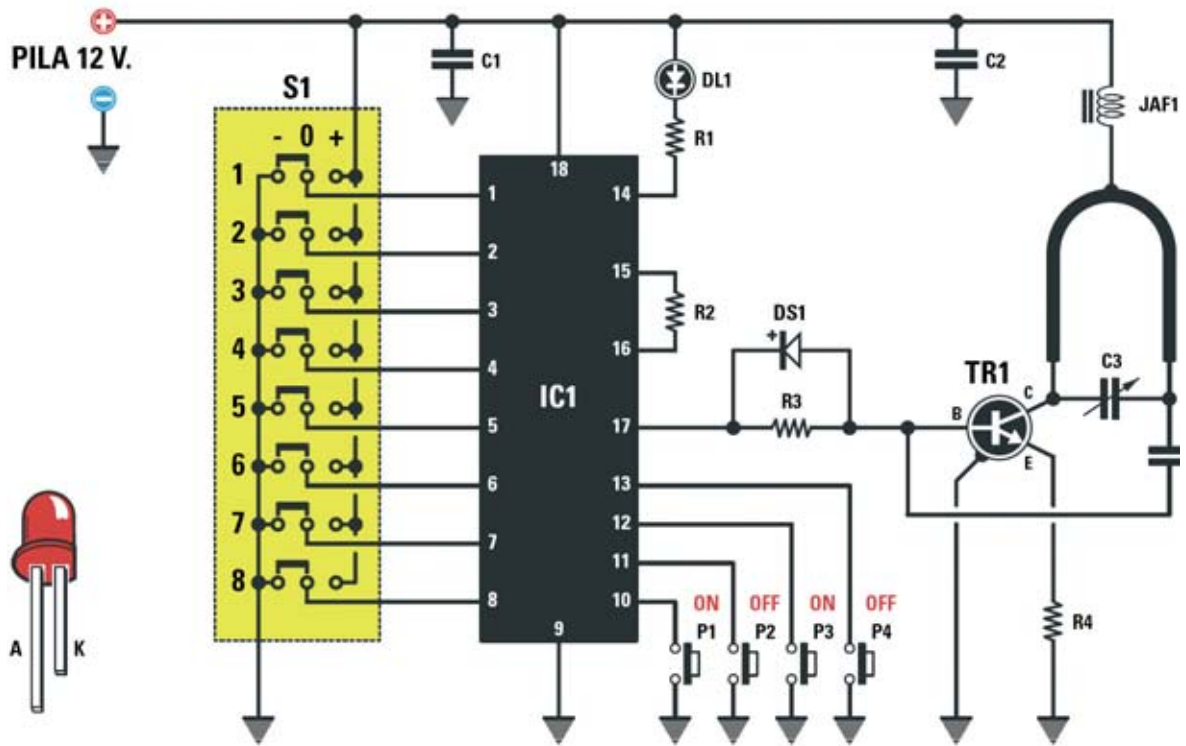 PILA 12 V.
S1
- 0 +
1
2
3
4
5
6
7
8
C1
DL1
R1
C2
JAF1
18
1
2
3
4
5
6
7
8
9
IC1
14
15
16
17
13
12
11
10
R2
DS1
+
R3
TR1
B
C
E
C3
R4
ON OFF ON OFF
P1 P2 P3 P4
A K